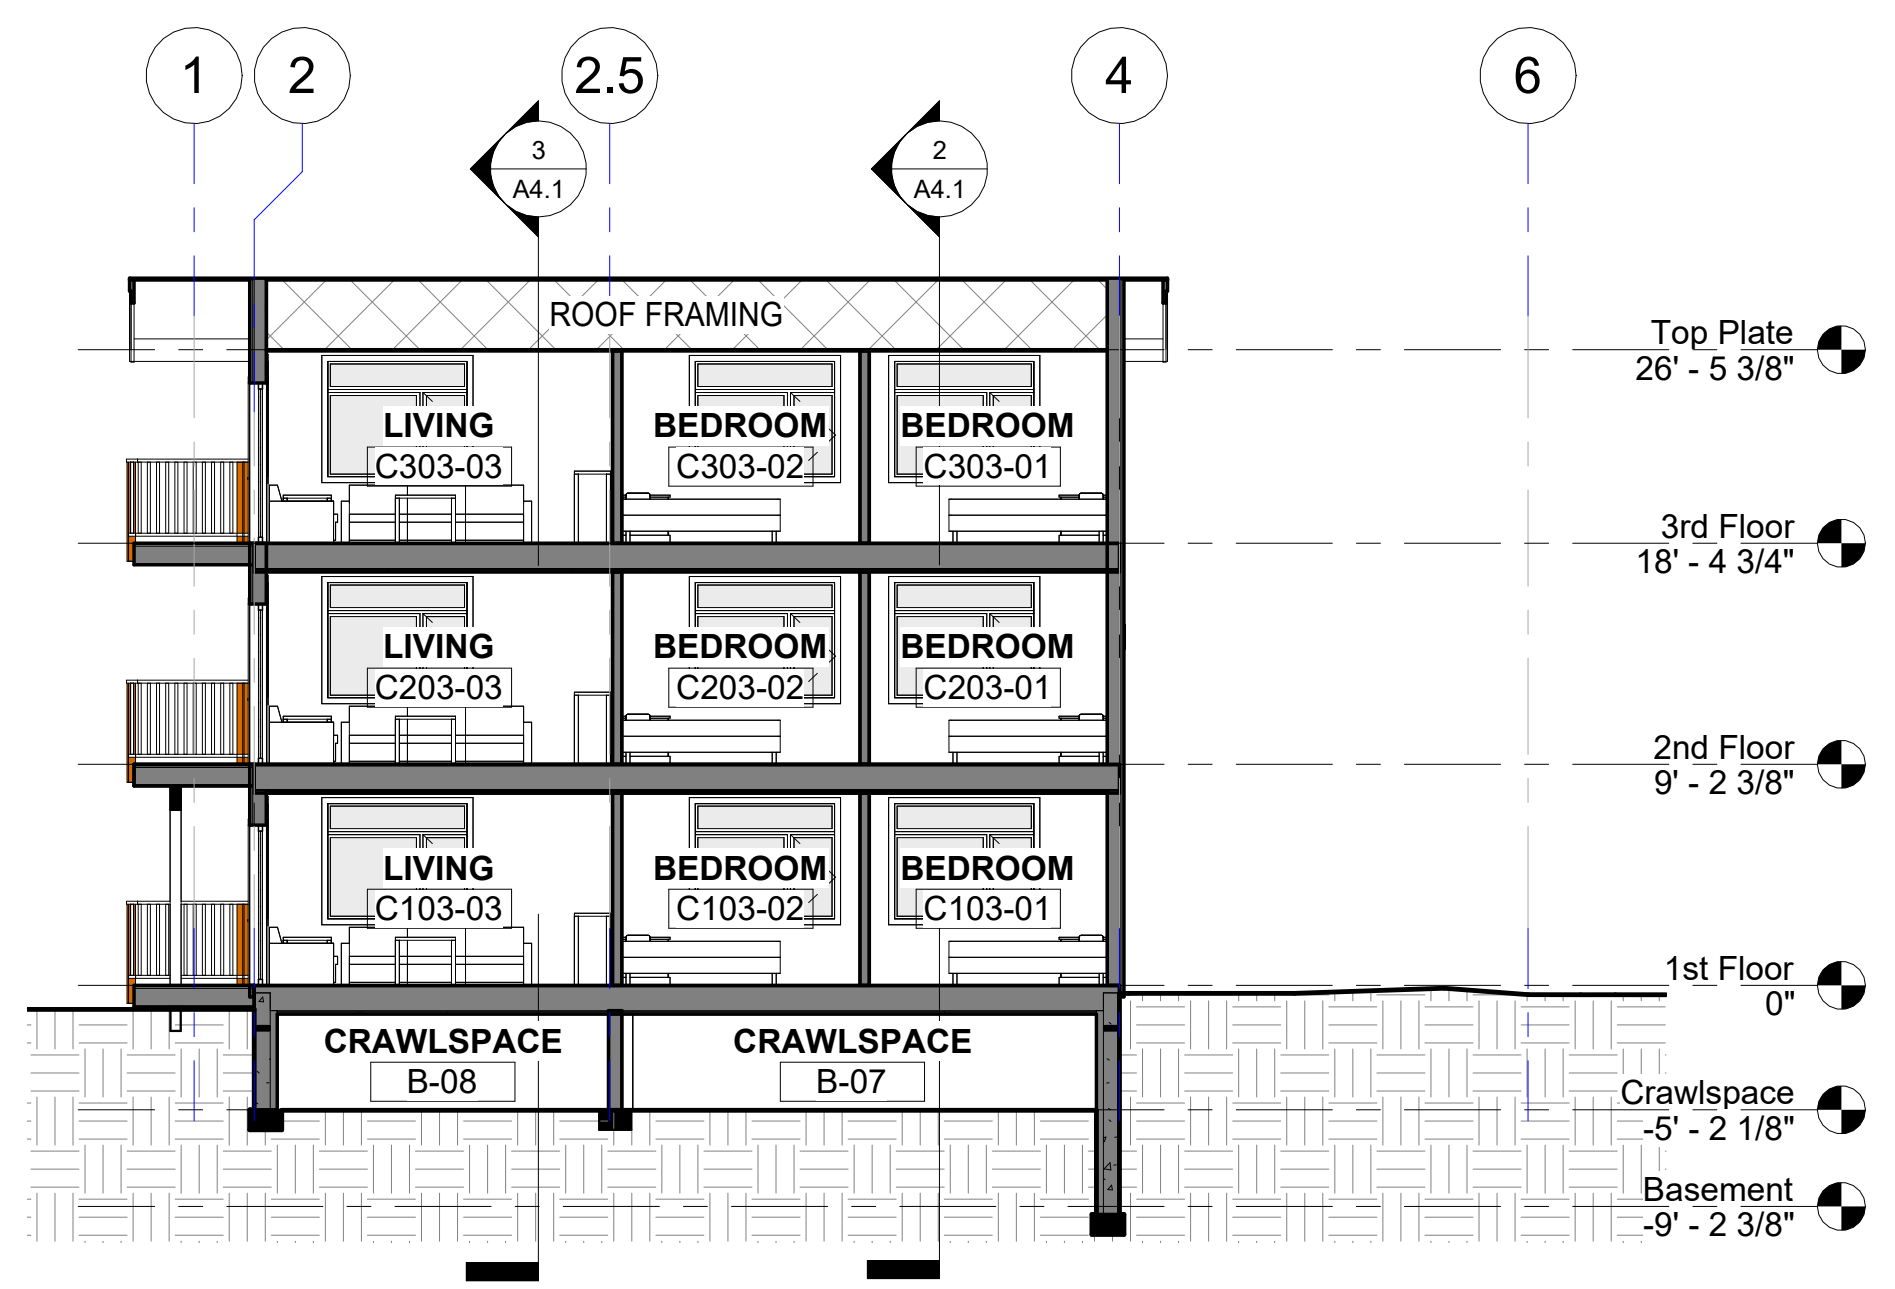 1
2
2.5
4
6
3
A4.1
2
A4.1
ROOF FRAMING
Top Plate
26' - 5 3/8"
LIVING
C303-03
BEDROOM
C303-02
BEDROOM
C303-01
3rd Floor
18' - 4 3/4"
LIVING
C203-03
BEDROOM
C203-02
BEDROOM
C203-01
2nd Floor
9' - 2 3/8"
LIVING
C103-03
BEDROOM
C103-02
BEDROOM
C103-01
1st Floor
0"
CRAWLSPACE
B-08
CRAWLSPACE
B-07
Crawlspace
-5' - 2 1/8"
Basement
-9' - 2 3/8"